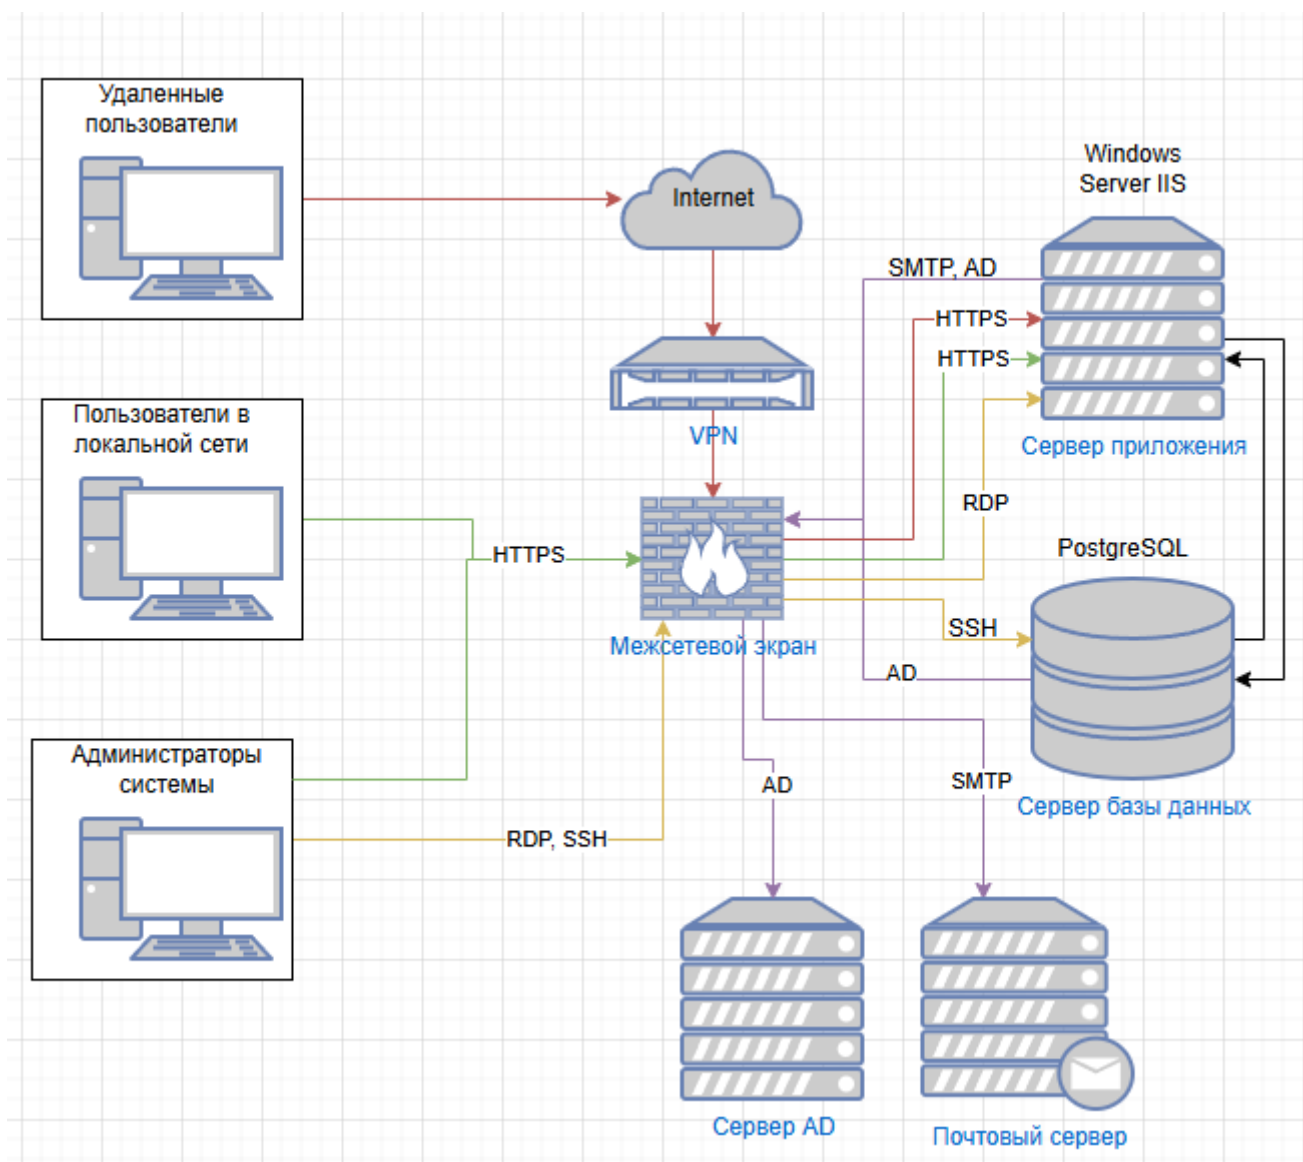 Удаленные
пользователи
Internet
Windows
Server IIS
SMTP, AD
HTTPS
HTTPS
Пользователи в
локальной сети
VPN
Сервер приложения
RDP
HTTPS
PostgreSQL
SSH
Межсетевой экран
AD
Администраторы
системы
AD
SMTP
Сервер базы данных
RDP, SSH
Сервер AD
Почтовый сервер